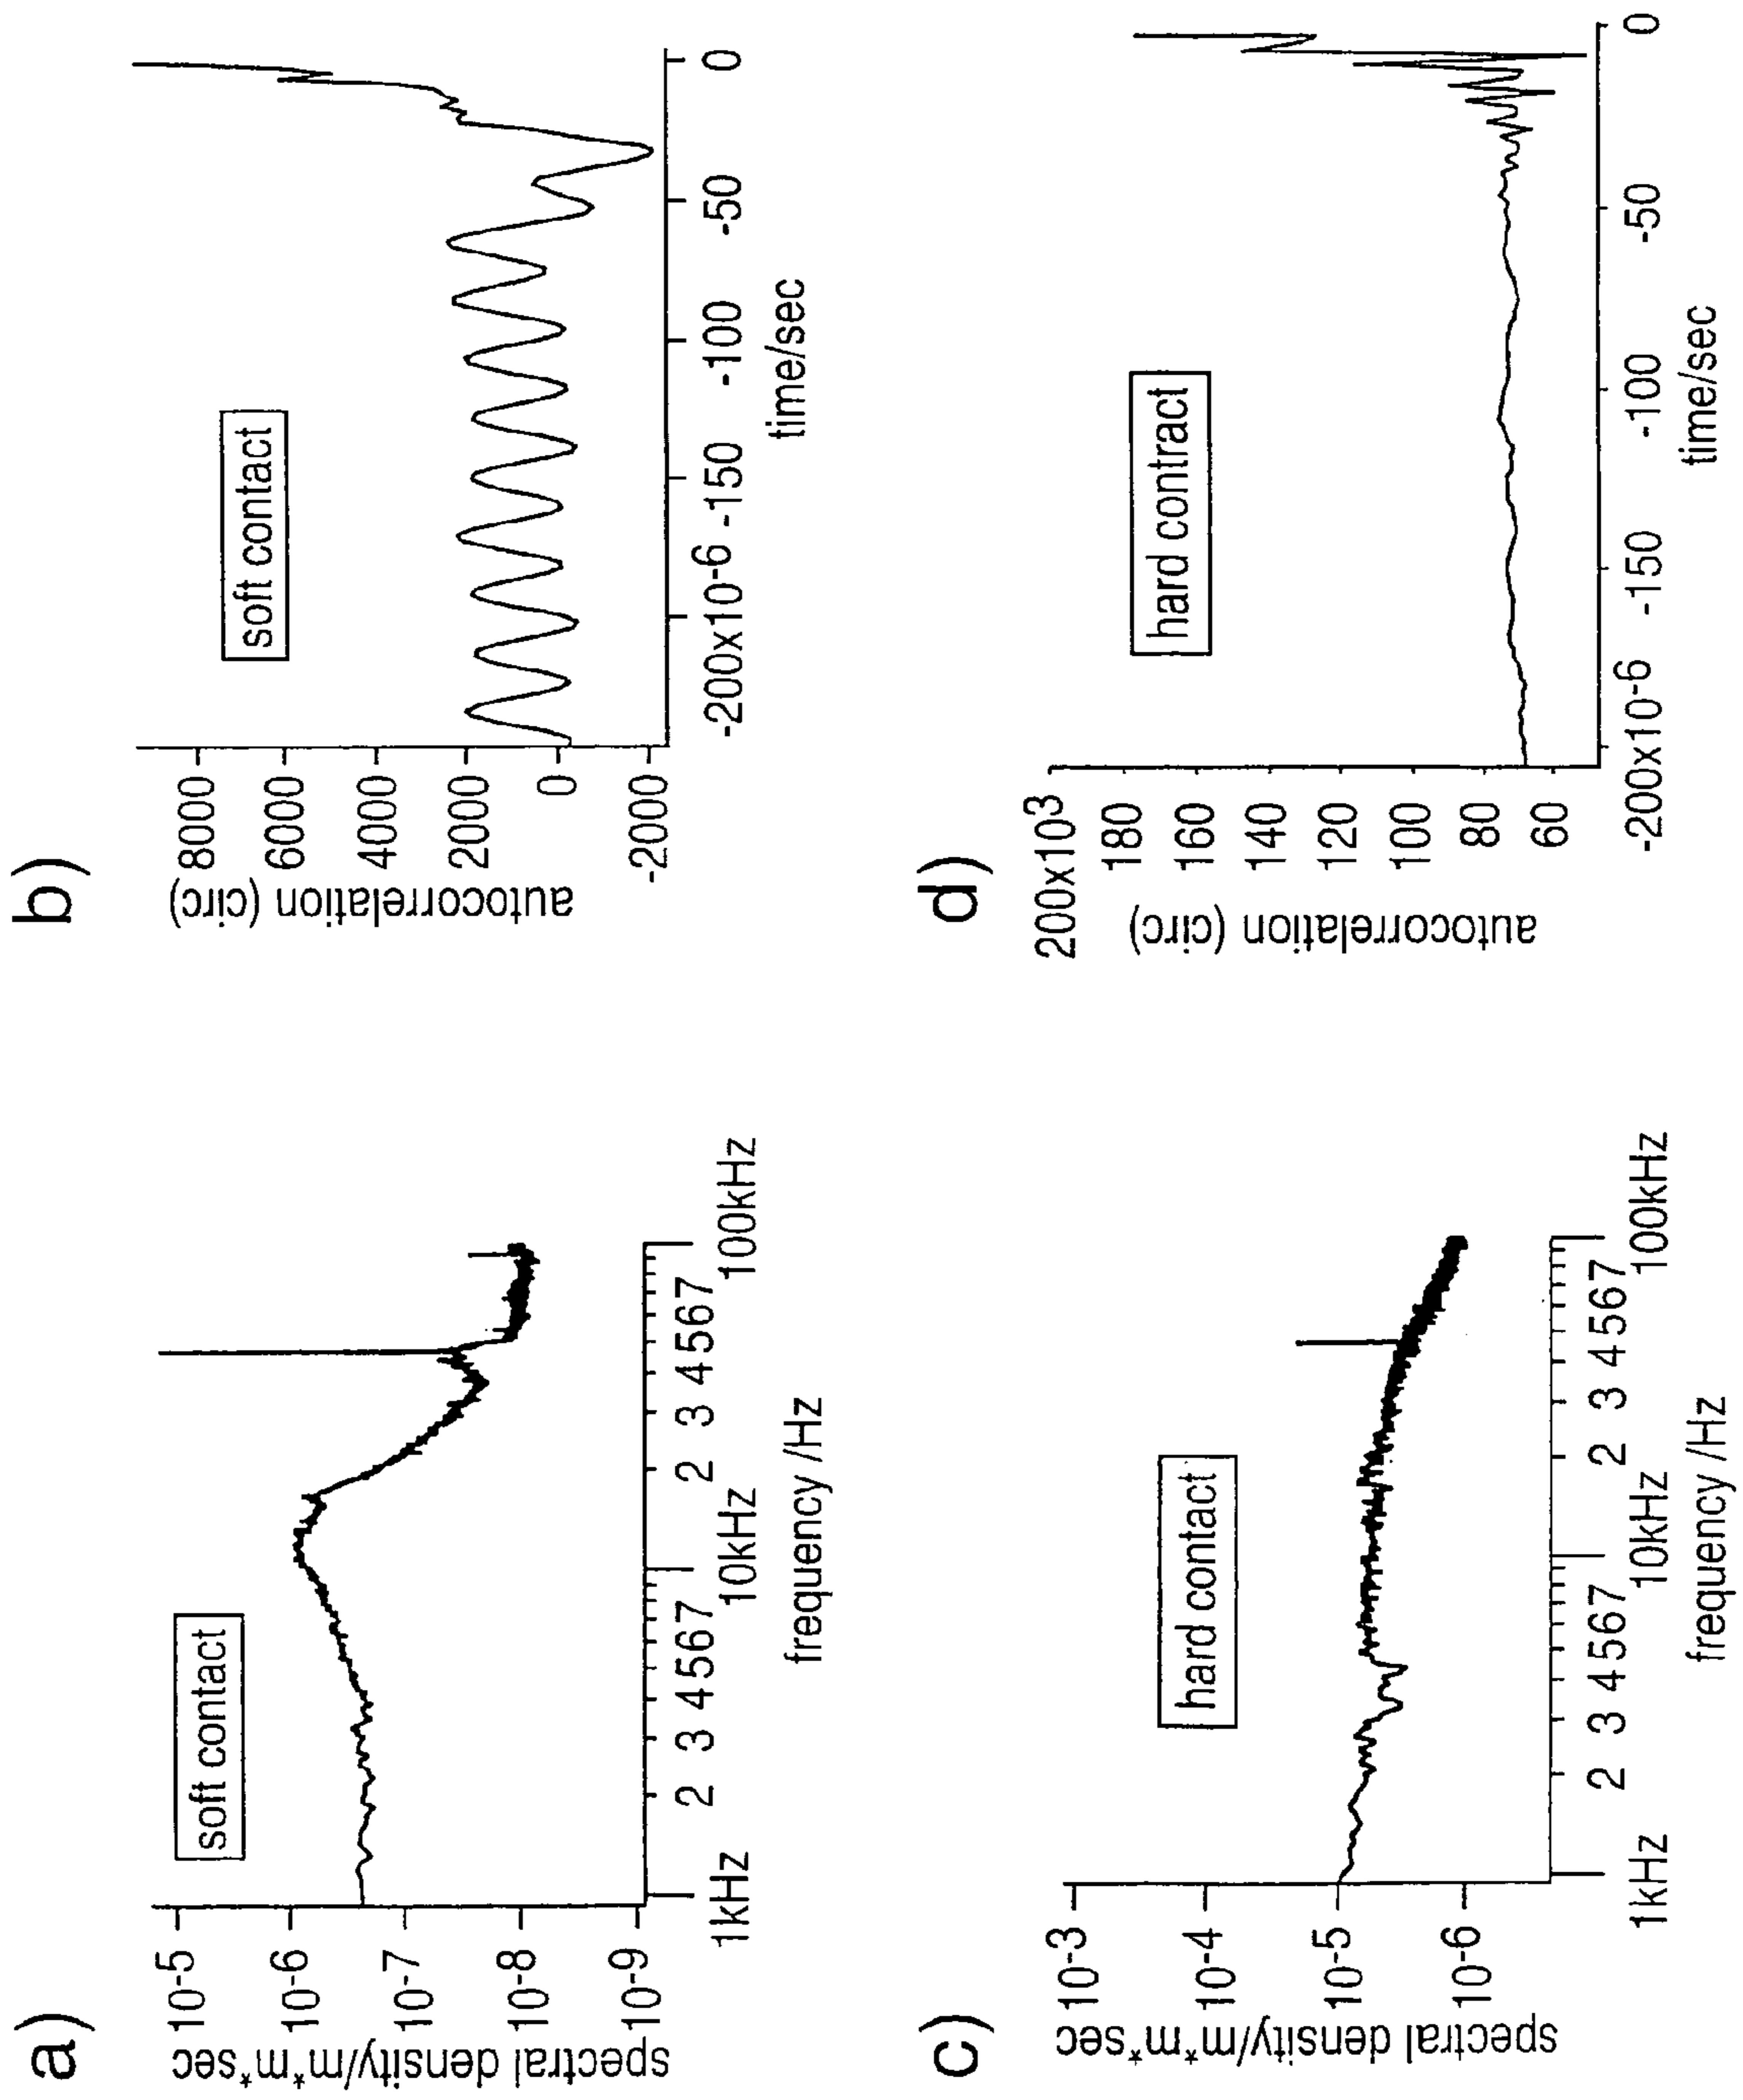 a)
soft contact
10-5
10-6
10-7
10-8
10-9
spectral density/m*m*sec
1kHz 2 3 4 5 6 7 10kHz 2 3 4 5 6 7 100kHz
frequency /Hz
b)
soft contact
8000
6000
4000
2000
0
-2000
autocorrelation (circ)
-200x10-6 -150 -100 -50 0
time/sec
c)
hard contact
10-3
10-4
10-5
10-6
spectral density/m*m*sec
1kHz 2 3 4 5 6 7 10kHz 2 3 4 5 6 7 100kHz
frequency /Hz
d)
hard contract
200x103
180
160
140
120
100
80
60
autocorrelation (circ)
-200x10-6 -150 -100 -50 0
time/sec